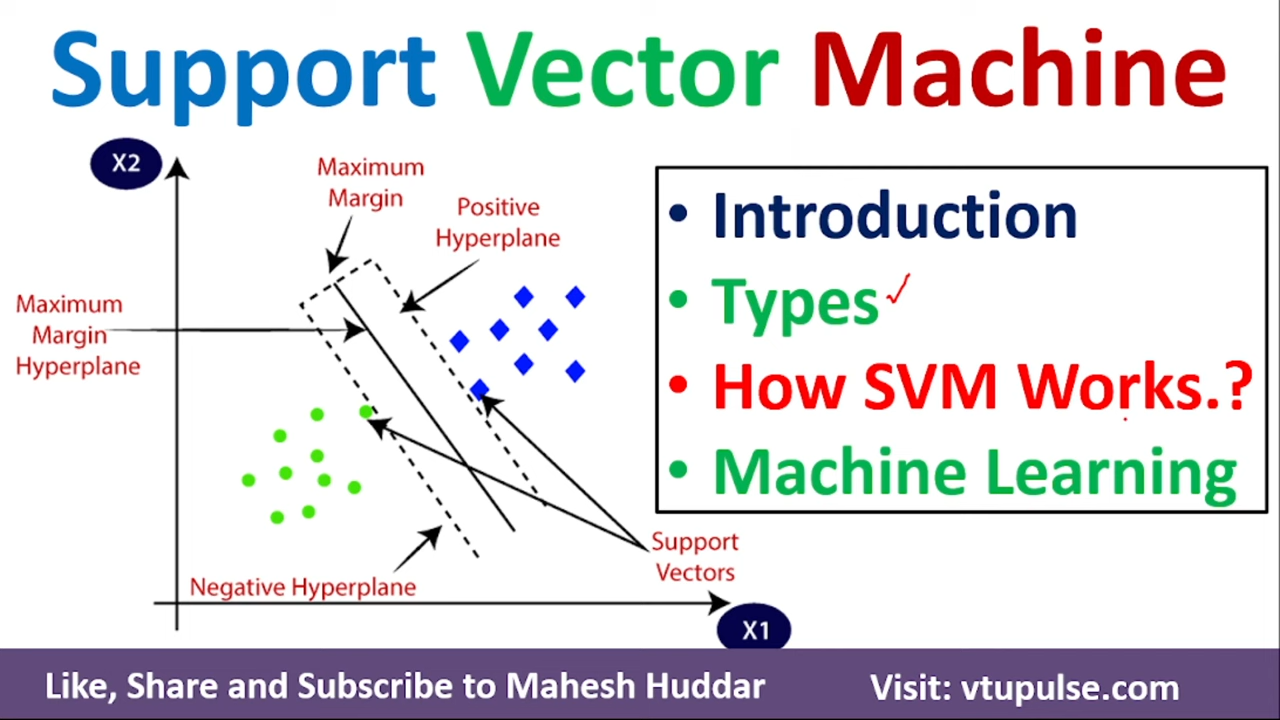 Support Vector Machine
X2
Maximum
Margin
Positive
Hyperplane
Maximum
Margin
Hyperplane
Negative Hyperplane
Support
Vectors
X1
• Introduction
• Types✓
• How SVM Works.?
• Machine Learning
Like, Share and Subscribe to Mahesh Huddar
Visit: vtupulse.com